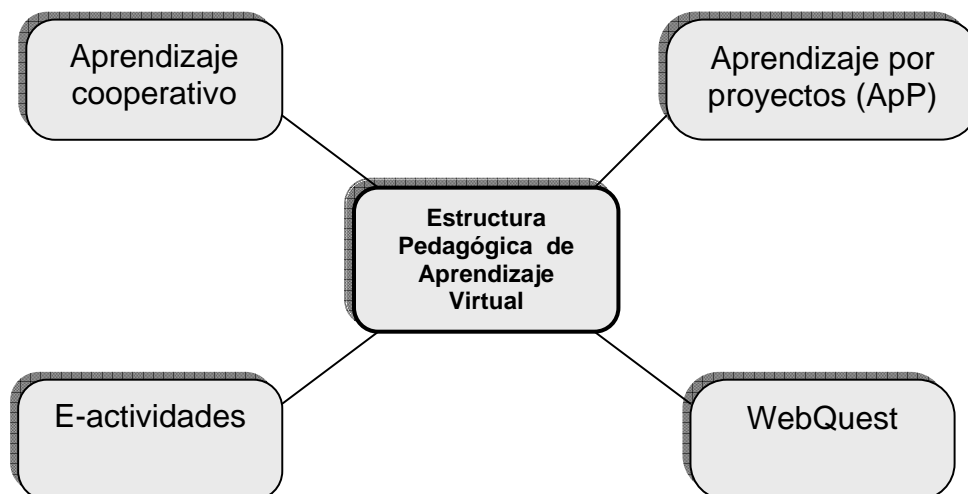 Aprendizaje
cooperativo
Aprendizaje por
proyectos (ApP)
Estructura
Pedagógica de
Aprendizaje
Virtual
E-actividades
WebQuest